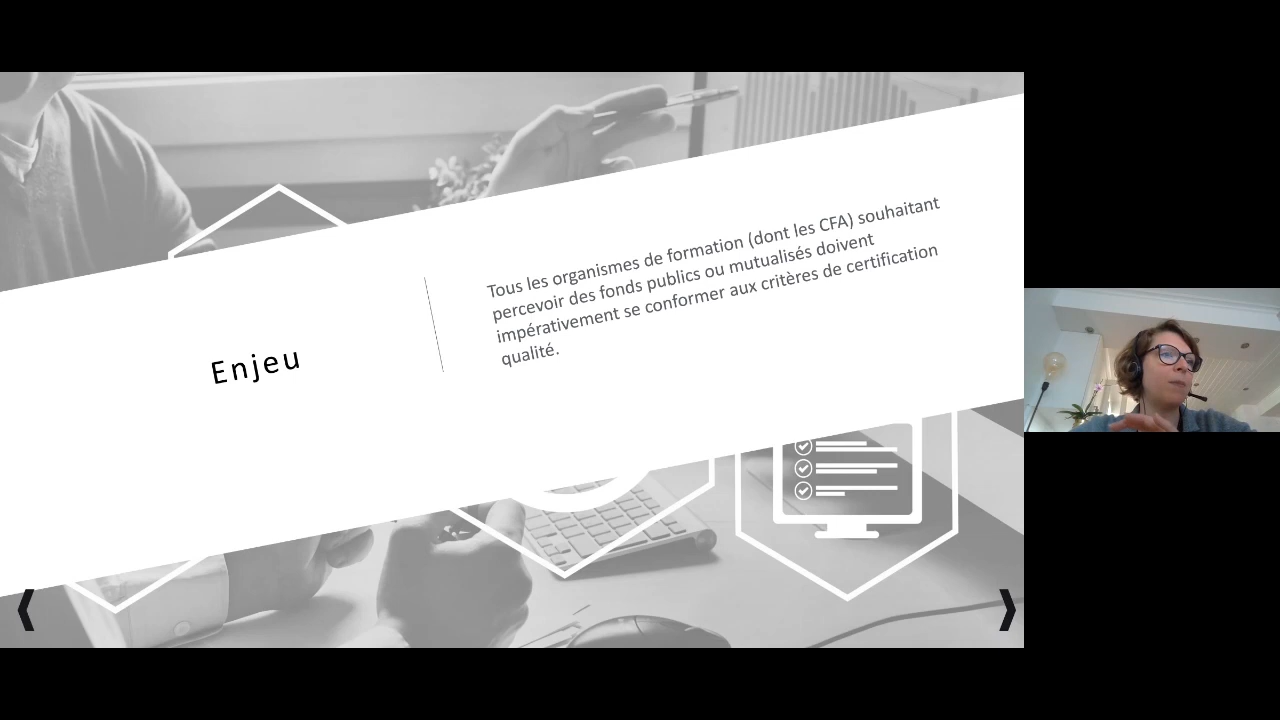 Enjeu
Tous les organismes de formation (dont les CFA) souhaitant
percevoir des fonds publics ou mutualisés doivent
impérativement se conformer aux critères de certification
qualité.